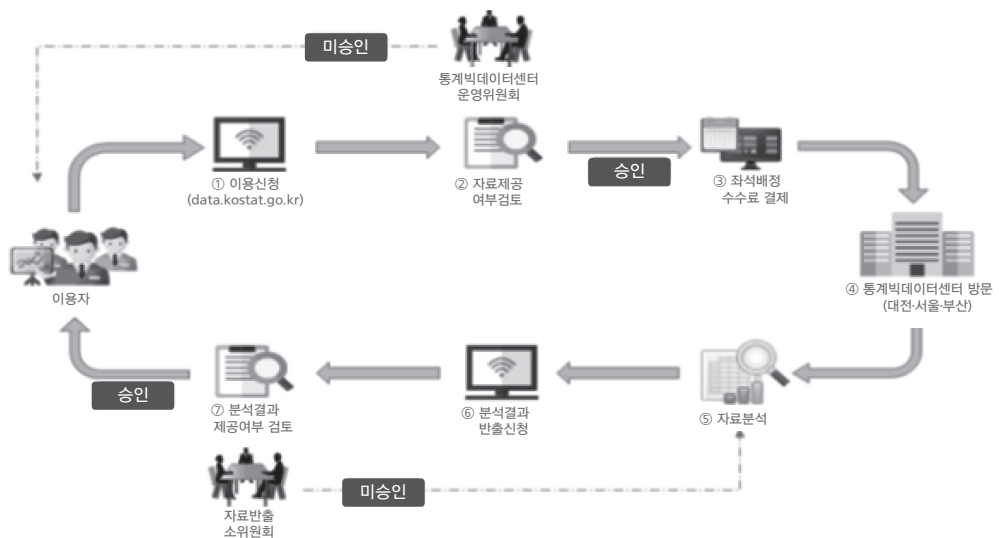 미승인
통계빅데이터센터
운영위원회
① 이용신청
(data.kostat.go.kr)
② 자료제공
여부검토
승인
③ 좌석배정
수수료 결제
이용자
④ 통계빅데이터센터 방문
(대전·서울·부산)
승인
⑦ 분석결과
제공여부 검토
⑥ 분석결과
반출신청
⑤ 자료분석
자료반출
소위원회
미승인